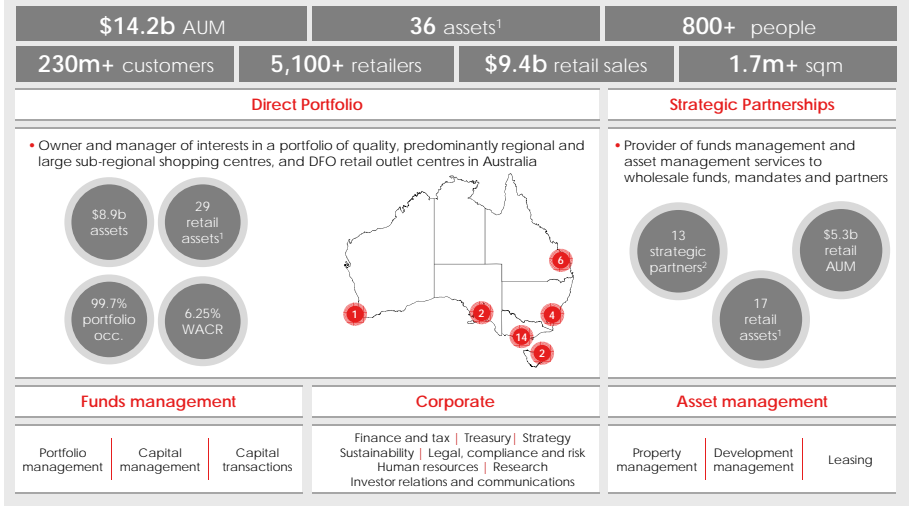 $14.2b AUM
36 assets¹
800+ people
230m+ customers
5,100+ retailers
$9.4b retail sales
1.7m+ sqm
Direct Portfolio
• Owner and manager of interests in a portfolio of quality, predominantly regional and
large sub-regional shopping centres, and DFO retail outlet centres in Australia
$8.9b
assets
29
retail
assets¹
99.7%
portfolio
occ.
6.25%
WACR
6
1
2
4
14
2
Strategic Partnerships
• Provider of funds management and
asset management services to
wholesale funds, mandates and partners
13
strategic
partners²
$5.3b
retail
AUM
17
retail
assets¹
Funds management
Portfolio
management
Capital
management
Capital
transactions
Corporate
Finance and tax | Treasury | Strategy
Sustainability | Legal, compliance and risk
Human resources | Research
Investor relations and communications
Asset management
Property
management
Development
management
Leasing